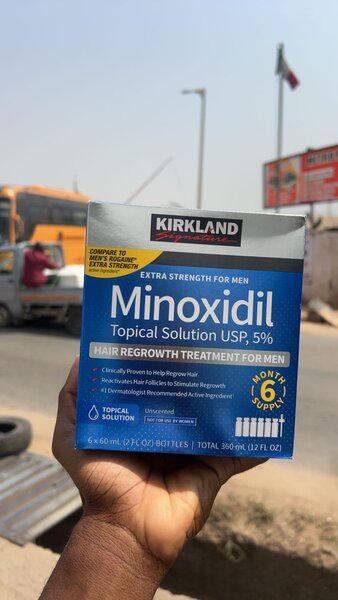 KIRKLAND
Signature
COMPARE TO
MEN'S ROGAINE®
EXTRA STRENGTH
active ingredient*
EXTRA STRENGTH FOR MEN
Minoxidil
Topical Solution USP, 5%
HAIR REGROWTH TREATMENT FOR MEN
Clinically Proven to Help Regrow Hair
Reactivates Hair Follicles to Stimulate Regrowth
#1 Dermatologist Recommended Active Ingredient
MONTH
6
SUPPLY
TOPICAL
SOLUTION
Unscented
NOT FOR USE BY WOMEN
6 x 60 mL (2 FL OZ) BOTTLES | TOTAL 360 mL (12 FL OZ)